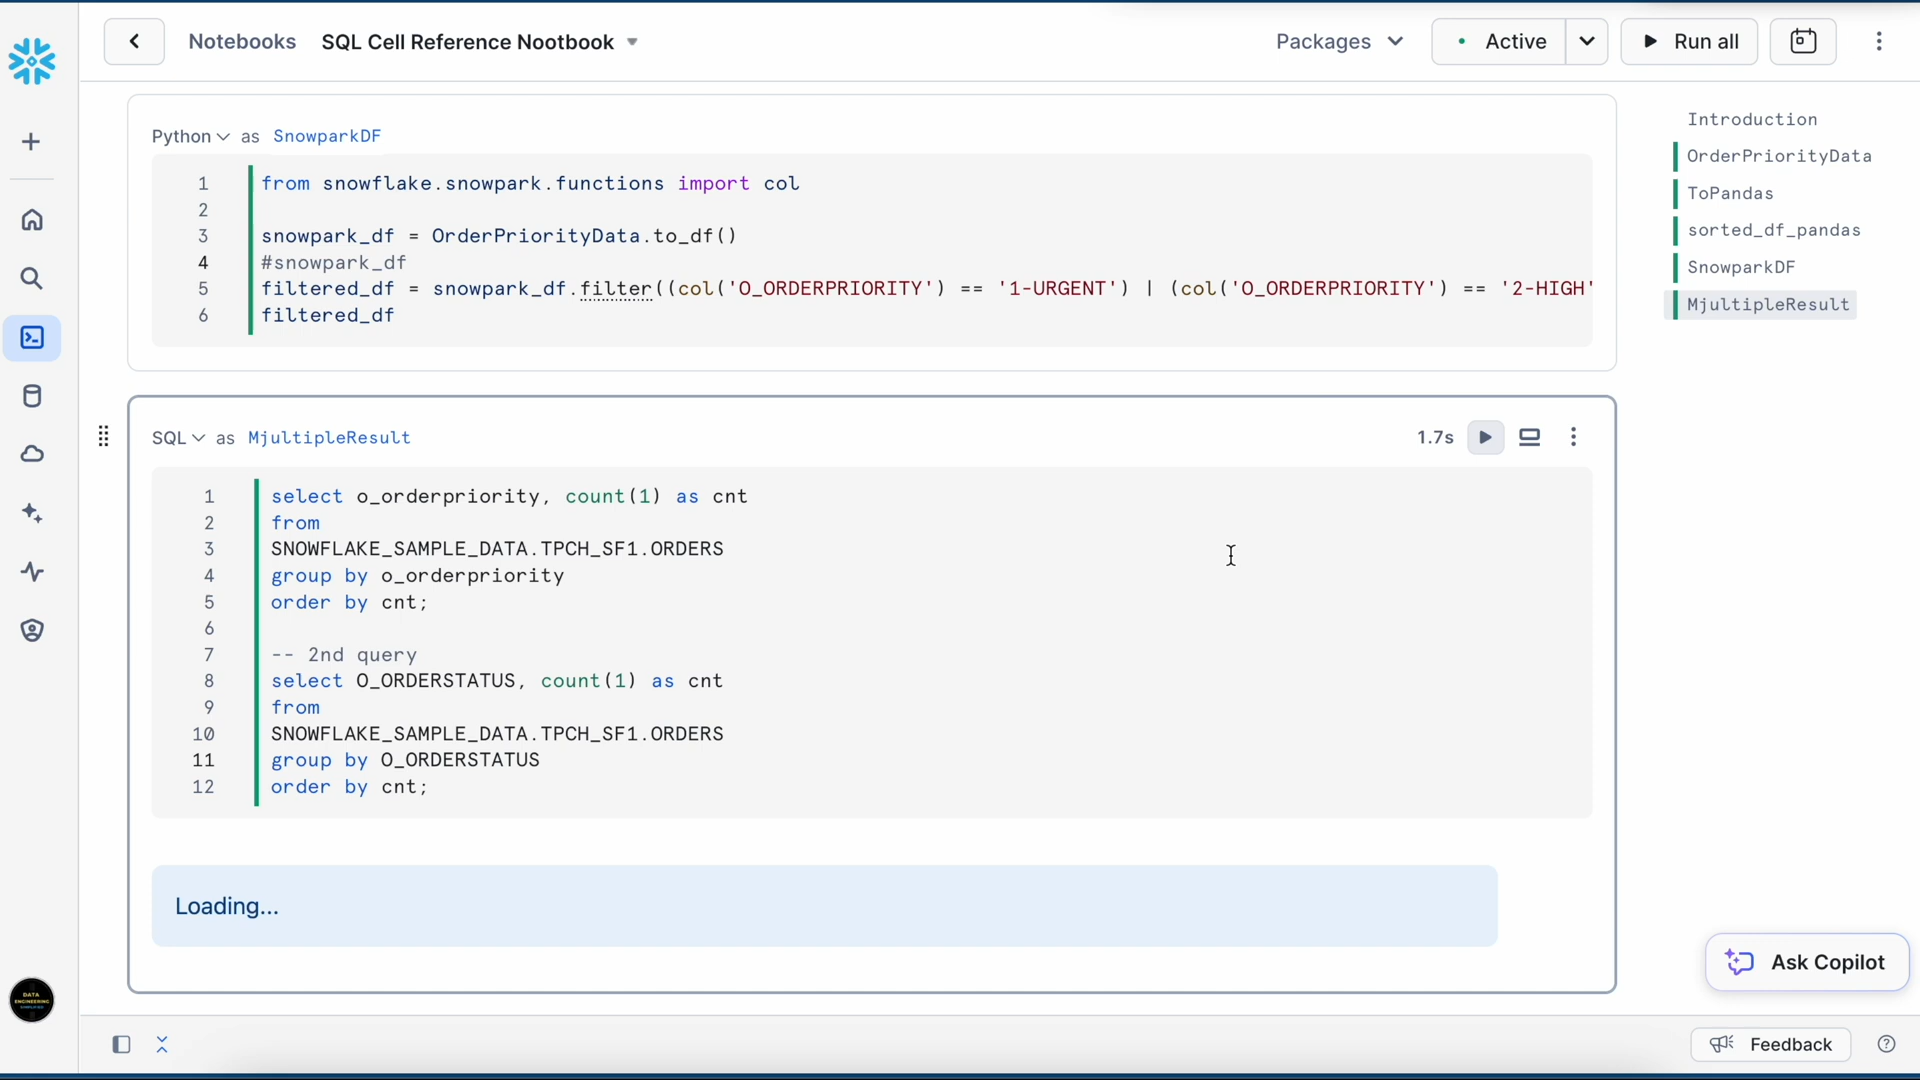 Notebooks SQL Cell Reference Nootbook Packages Active Run all
Python as SnowparkDF
1 from snowflake.snowpark.functions import col
2
3 snowpark_df = OrderPriorityData.to_df()
4 #snowpark_df
5 filtered_df = snowpark_df.filter((col('O_ORDERPRIORITY') == '1-URGENT') | (col('O_ORDERPRIORITY') == '2-HIGH'
6 filtered_df
SQL as MjultipleResult 1.7s
1 select o_orderpriority, count(1) as cnt
2 from
3 SNOWFLAKE_SAMPLE_DATA.TPCH_SF1.ORDERS
4 group by o_orderpriority
5 order by cnt;
6
7 -- 2nd query
8 select O_ORDERSTATUS, count(1) as cnt
9 from
10 SNOWFLAKE_SAMPLE_DATA.TPCH_SF1.ORDERS
11 group by O_ORDERSTATUS
12 order by cnt;
Loading...
Introduction
OrderPriorityData
ToPandas
sorted_df_pandas
SnowparkDF
MjultipleResult
Ask Copilot
DATA
ENGINEERING
Feedback